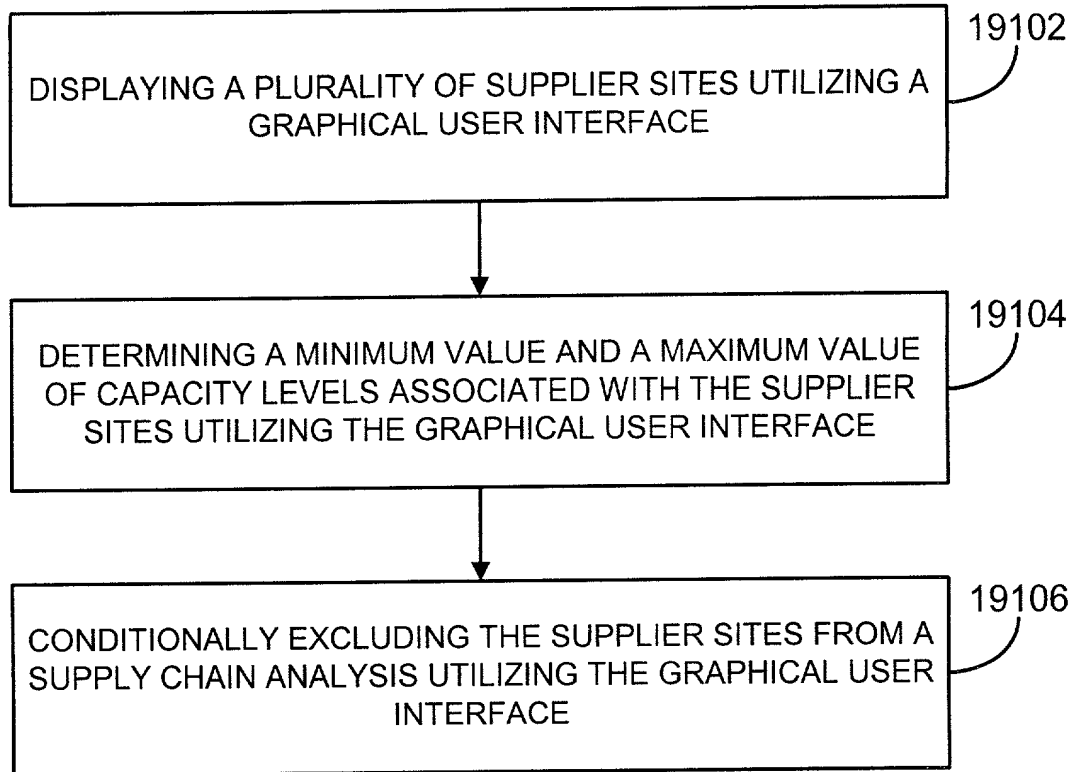 19102
DISPLAYING A PLURALITY OF SUPPLIER SITES UTILIZING A
GRAPHICAL USER INTERFACE
19104
DETERMINING A MINIMUM VALUE AND A MAXIMUM VALUE
OF CAPACITY LEVELS ASSOCIATED WITH THE SUPPLIER
SITES UTILIZING THE GRAPHICAL USER INTERFACE
19106
CONDITIONALLY EXCLUDING THE SUPPLIER SITES FROM A
SUPPLY CHAIN ANALYSIS UTILIZING THE GRAPHICAL USER
INTERFACE